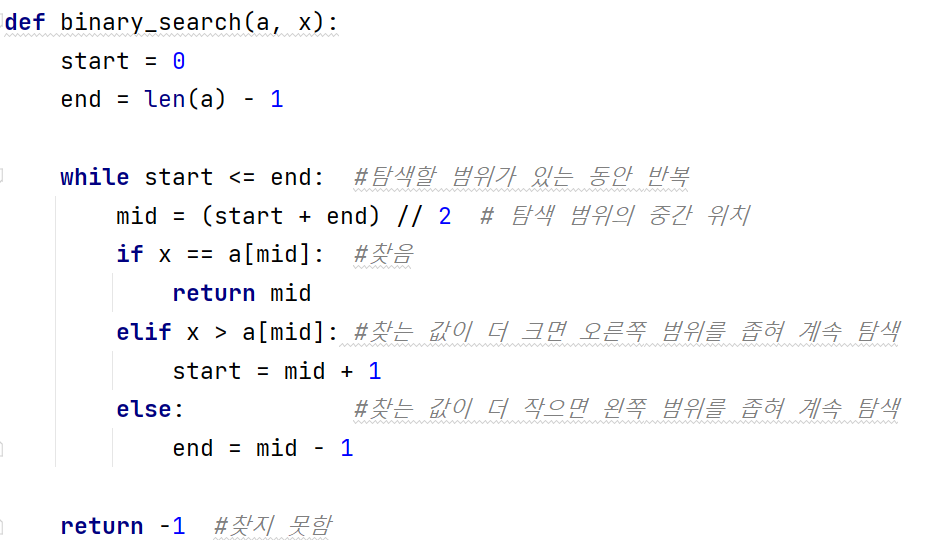 def binary_search(a, x):
    start = 0
    end = len(a) - 1

    while start <= end:  #탐색할 범위가 있는 동안 반복
        mid = (start + end) // 2  # 탐색 범위의 중간 위치
        if x == a[mid]:  #찾음
            return mid
        elif x > a[mid]: #찾는 값이 더 크면 오른쪽 범위를 좁혀 계속 탐색
            start = mid + 1
        else:            #찾는 값이 더 작으면 왼쪽 범위를 좁혀 계속 탐색
            end = mid - 1

    return -1  #찾지 못함